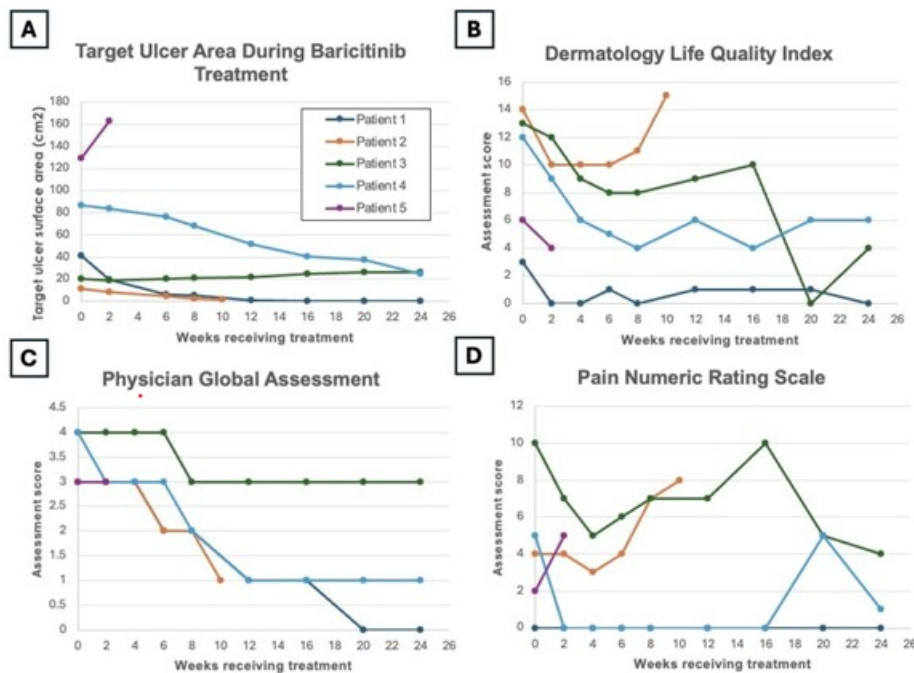 A
Target Ulcer Area During Baricitinib
Treatment
Target ulcer surface area (cm2)
180
160
140
120
100
80
60
40
20
0
Patient 1
Patient 2
Patient 3
Patient 4
Patient 5
0 2 4 6 8 10 12 14 16 18 20 22 24 26
Weeks receiving treatment
B
Dermatology Life Quality Index
Assessment score
16
14
12
10
8
6
4
2
0
0 2 4 6 8 10 12 14 16 18 20 22 24 26
Weeks receiving treatment
C
Physician Global Assessment
Assessment score
4.5
4
3.5
3
2.5
2
1.5
1
0.5
0
0 2 4 6 8 10 12 14 16 18 20 22 24 26
Weeks receiving treatment
D
Pain Numeric Rating Scale
Assessment score
12
10
8
6
4
2
0
0 2 4 6 8 10 12 14 16 18 20 22 24 26
Weeks receiving treatment